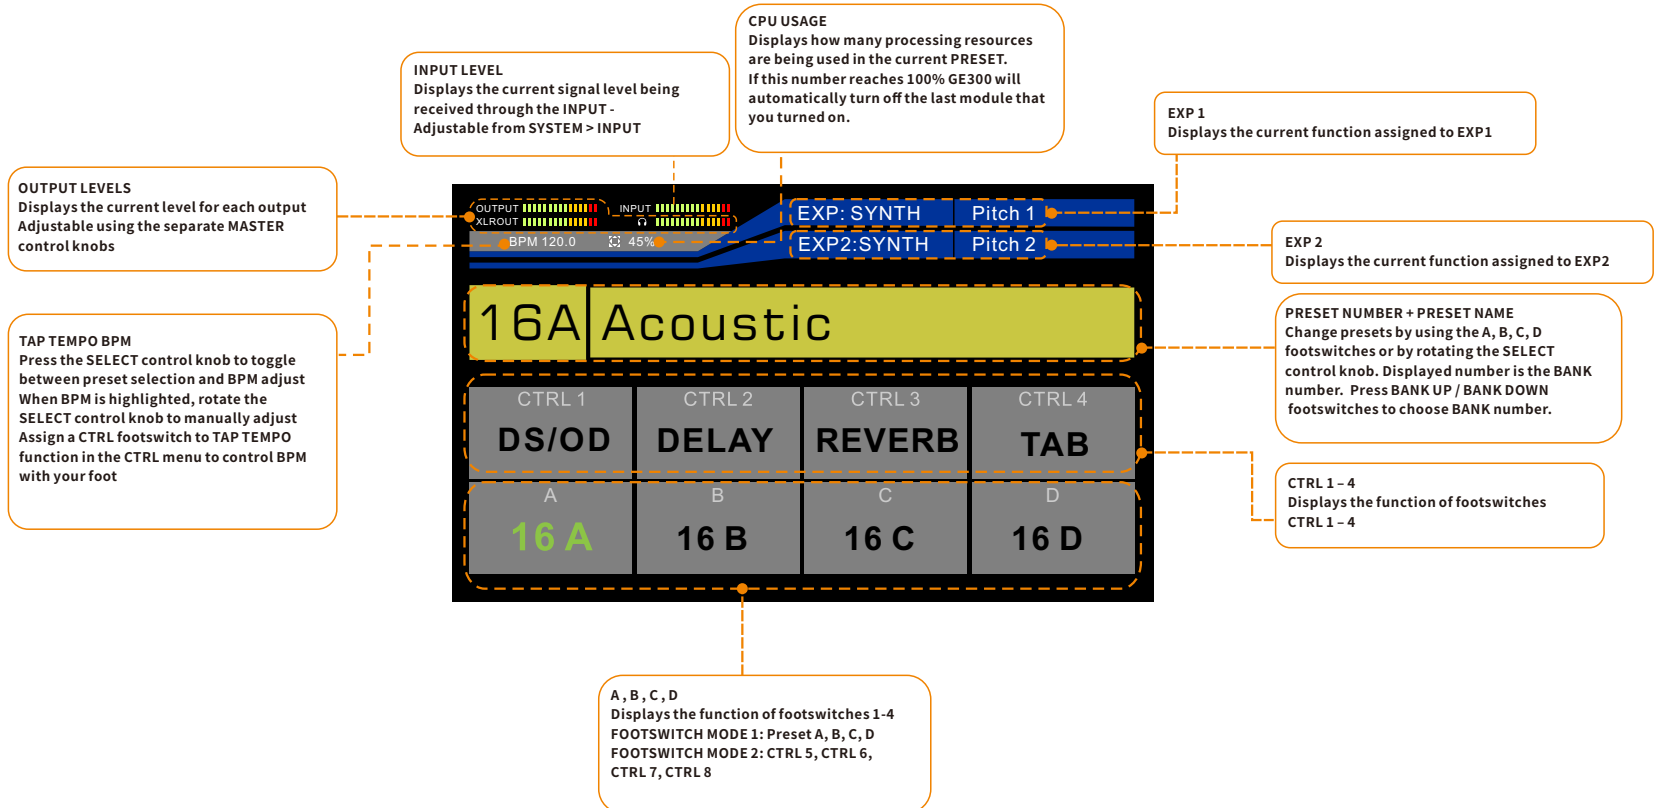 CPU USAGE
Displays how many processing resources
are being used in the current PRESET.
If this number reaches 100% GE300 will
automatically turn off the last module that
you turned on.
INPUT LEVEL
Displays the current signal level being
received through the INPUT -
Adjustable from SYSTEM > INPUT
EXP 1
Displays the current function assigned to EXP1
OUTPUT LEVELS
Displays the current level for each output
Adjustable using the separate MASTER
control knobs
EXP 2
Displays the current function assigned to EXP2
TAP TEMPO BPM
Press the SELECT control knob to toggle
between preset selection and BPM adjust
When BPM is highlighted, rotate the
SELECT control knob to manually adjust
Assign a CTRL footswitch to TAP TEMPO
function in the CTRL menu to control BPM
with your foot
PRESET NUMBER + PRESET NAME
Change presets by using the A, B, C, D
footswitches or by rotating the SELECT
control knob. Displayed number is the BANK
number. Press BANK UP / BANK DOWN
footswitches to choose BANK number.
CTRL 1 – 4
Displays the function of footswitches
CTRL 1 – 4
OUTPUT INPUT
XLROUT
BPM 120.0 45%
EXP: SYNTH Pitch 1
EXP2:SYNTH Pitch 2
16A Acoustic
CTRL 1 CTRL 2 CTRL 3 CTRL 4
DS/OD DELAY REVERB TAB
A B C D
16 A 16 B 16 C 16 D
A , B , C , D
Displays the function of footswitches 1-4
FOOTSWITCH MODE 1: Preset A, B, C, D
FOOTSWITCH MODE 2: CTRL 5, CTRL 6,
CTRL 7, CTRL 8